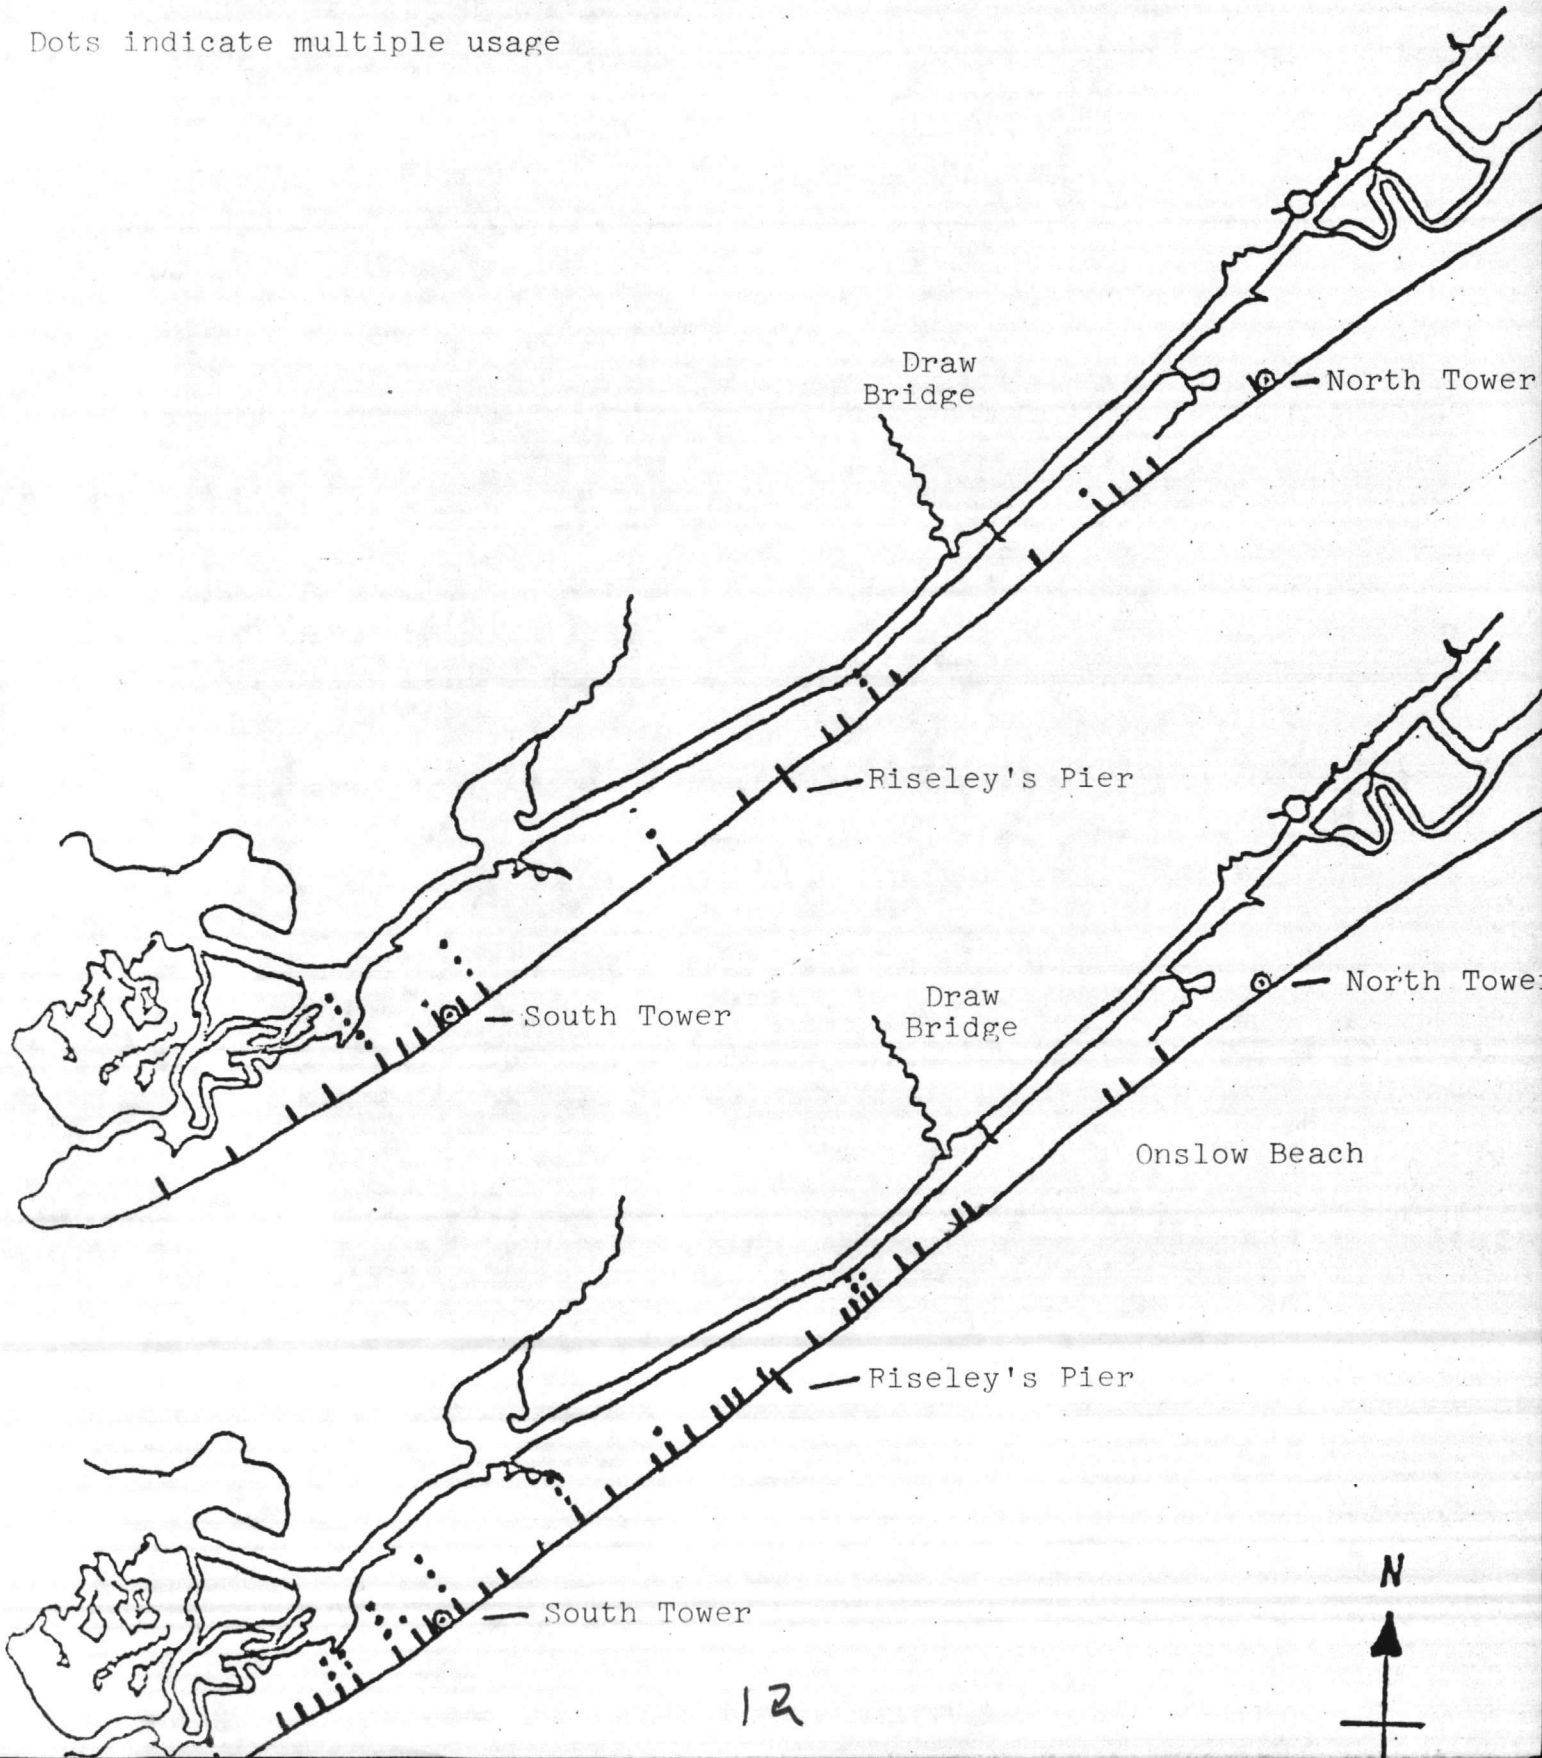 Dots indicate multiple usage
Draw
Bridge
North Tower
Riseley's Pier
South Tower
Draw
Bridge
North Tower
Onslow Beach
Riseley's Pier
South Tower
N
12